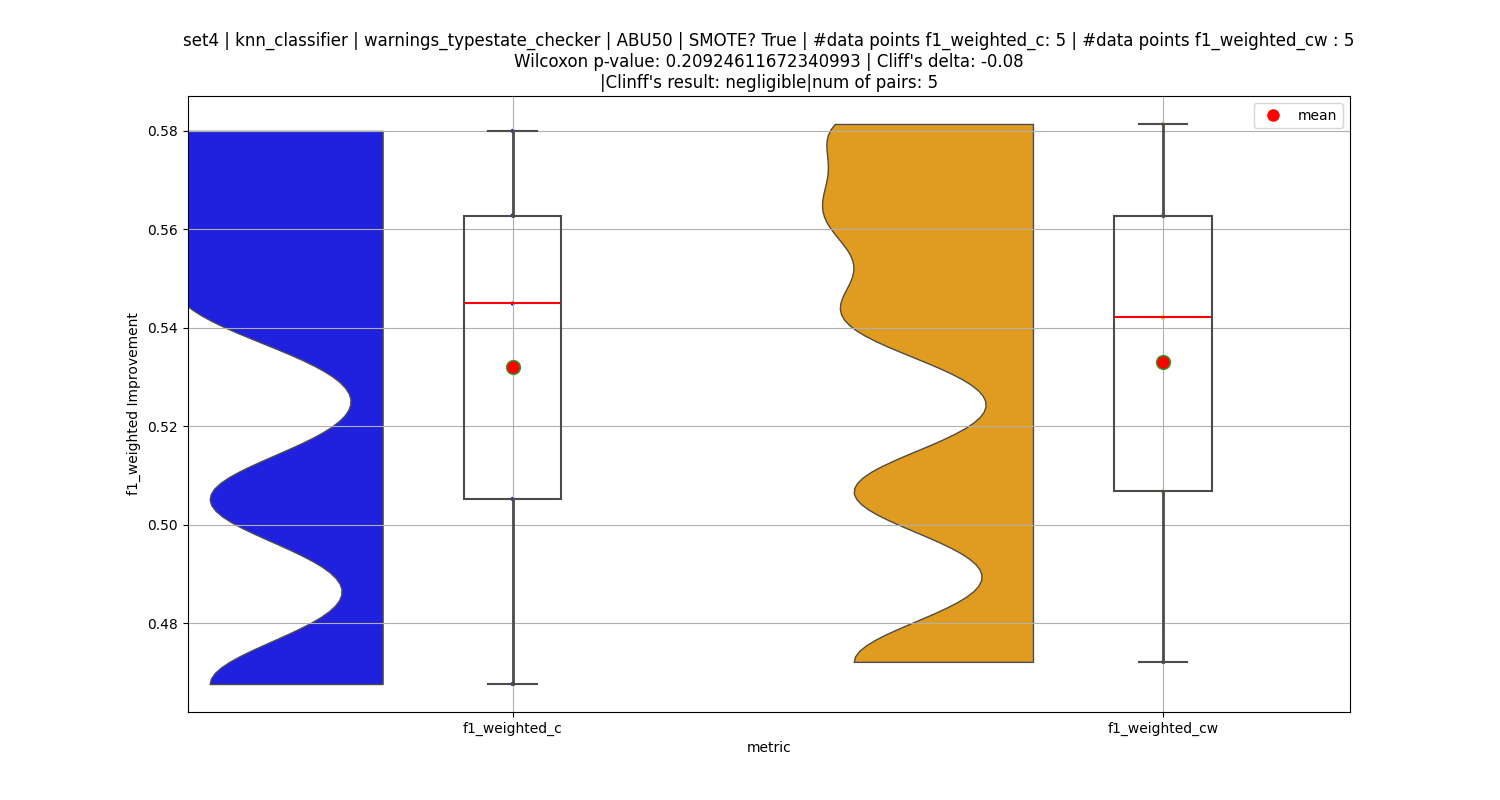 set4 | knn_classifier | warnings_typestate_checker | ABU50 | SMOTE? True | #data points f1_weighted_c: 5 | #data points f1_weighted_cw : 5
Wilcoxon p-value: 0.20924611672340993 | Cliff's delta: -0.08
|Clinff's result: negligible|num of pairs: 5
mean
0.58
0.56
0.54
0.52
0.50
0.48
f1_weighted Improvement
f1_weighted_c
f1_weighted_cw
metric